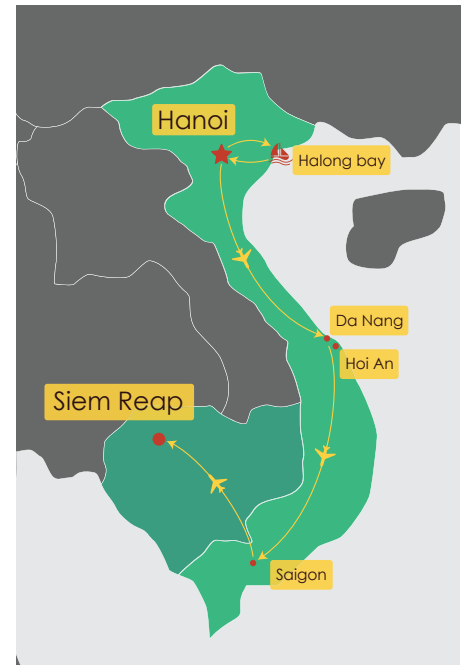 Hanoi
Halong bay
Da Nang
Hoi An
Siem Reap
Saigon